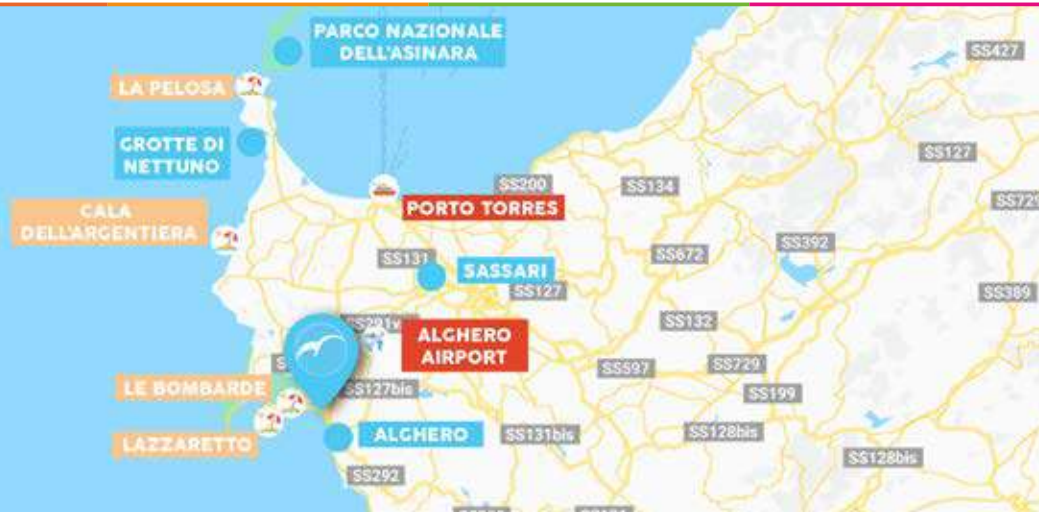 PARCO NAZIONALE
DELL'ASINARA
SS427
LA PELOSA
GROTTE DI
NETTUNO
SS127
SS200
SS134
SS729
PORTO TORRES
CALA
DELL'ARGENTIERA
SS392
SS131
SS672
SASSARI
SS127
SS389
SS132
ALGHERO
AIRPORT
SS597
SS729
LE BOMBARDE
SS127bis
SS199
LAZZARETTO
ALGHERO
SS131bis
SS128bis
SS128bis
SS292